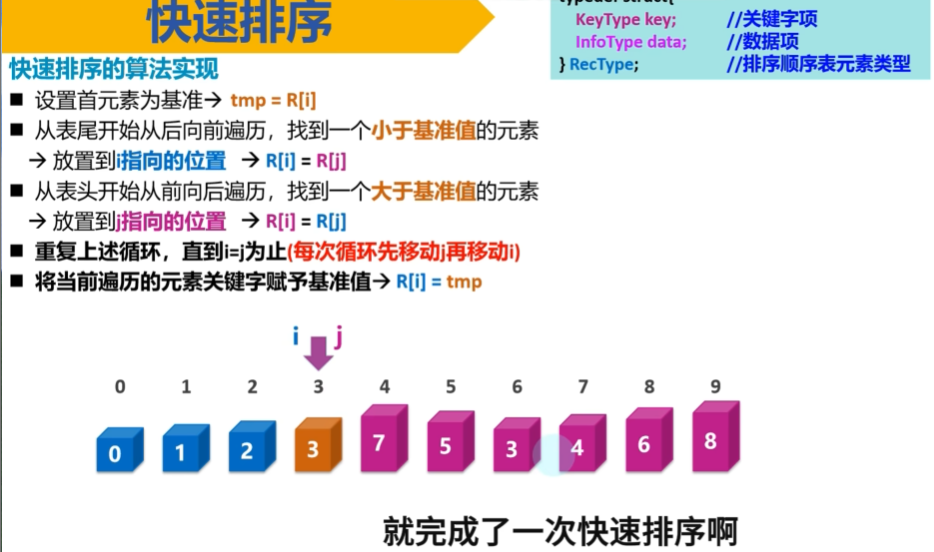 快速排序
typedef struct{
KeyType key; //关键字项
InfoType data; //数据项
} RecType; //排序顺序表元素类型
快速排序的算法实现
■ 设置首元素为基准→ tmp = R[i]
■ 从表尾开始从后向前遍历，找到一个小于基准值的元素
→ 放置到i指向的位置 → R[i] = R[j]
■ 从表头开始从前向后遍历，找到一个大于基准值的元素
→ 放置到j指向的位置 → R[i] = R[j]
■ 重复上述循环，直到i=j为止(每次循环先移动j再移动i)
■ 将当前遍历的元素关键字赋予基准值→ R[i] = tmp
i j
0 1 2 3 4 5 6 7 8 9
0 1 2 3 7 5 3 4 6 8
就完成了一次快速排序啊